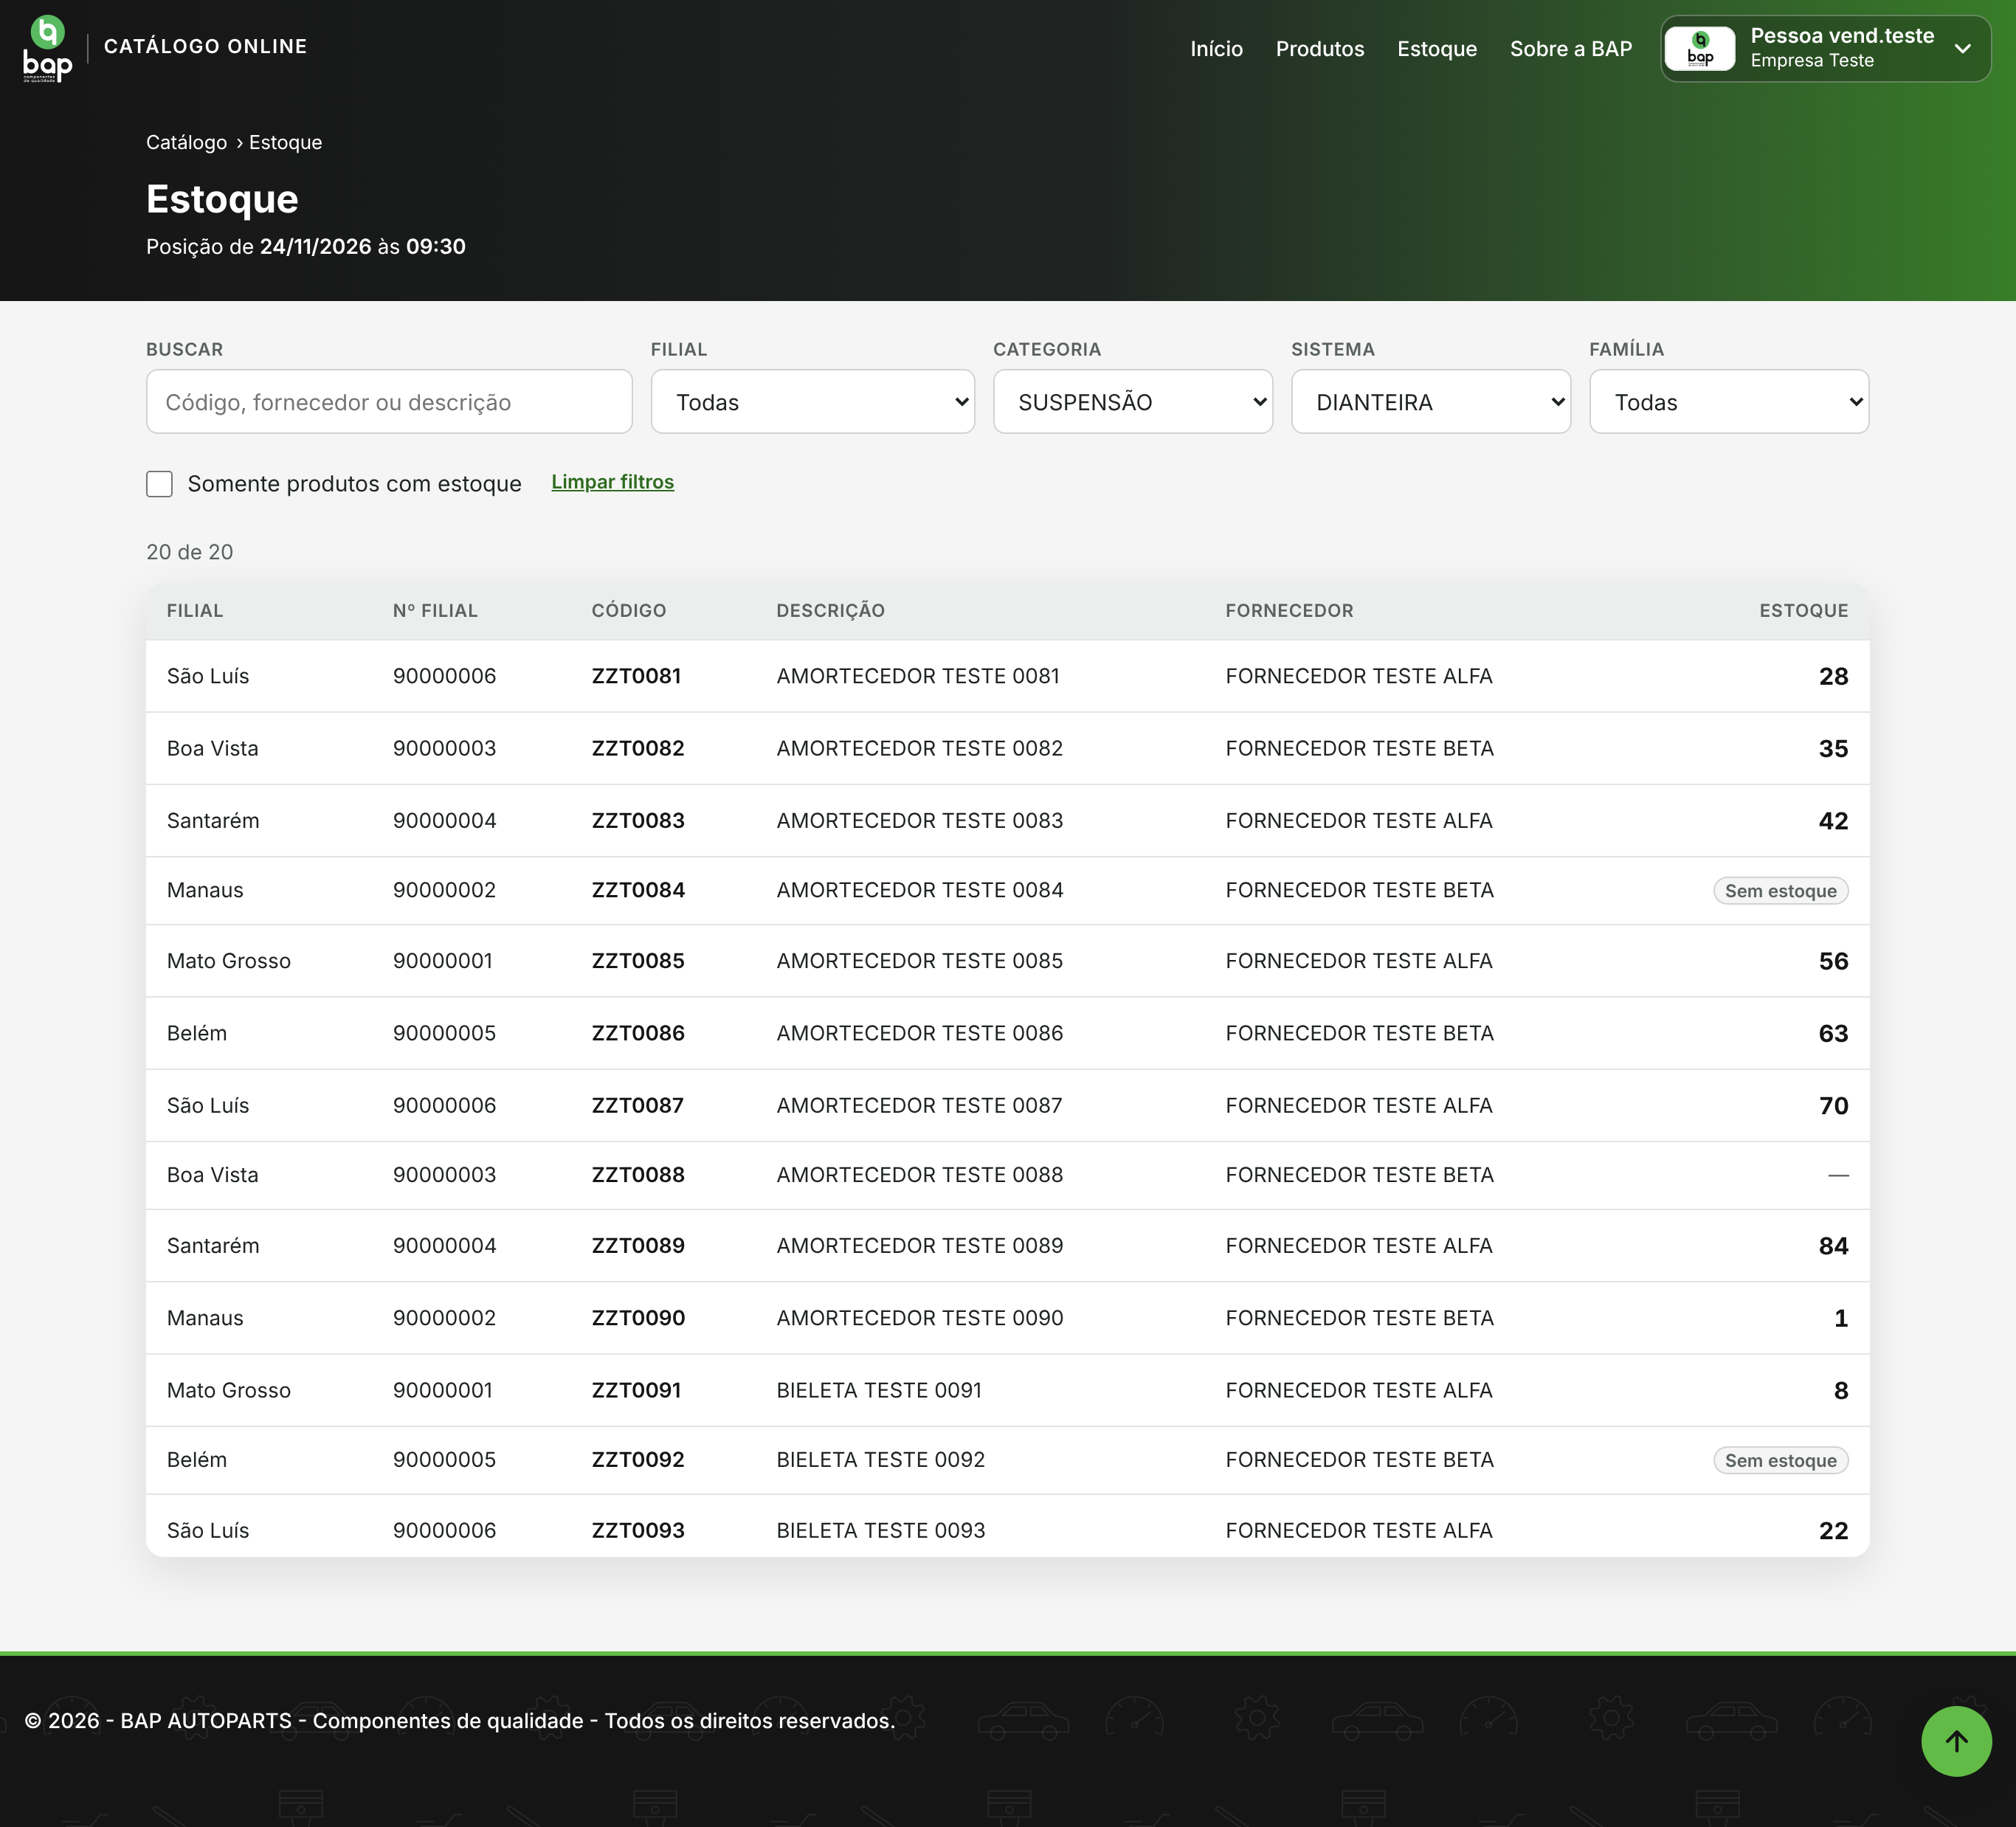 bap
componentes
de qualidade
CATÁLOGO ONLINE
Início
Produtos
Estoque
Sobre a BAP
bap
Pessoa vend.teste
Empresa Teste
Catálogo › Estoque
Estoque
Posição de 24/11/2026 às 09:30
BUSCAR
FILIAL
CATEGORIA
SISTEMA
FAMÍLIA
Código, fornecedor ou descrição
Todas
SUSPENSÃO
DIANTEIRA
Todas
Somente produtos com estoque
Limpar filtros
20 de 20
FILIAL Nº FILIAL CÓDIGO DESCRIÇÃO FORNECEDOR ESTOQUE
São Luís 90000006 ZZT0081 AMORTECEDOR TESTE 0081 FORNECEDOR TESTE ALFA 28
Boa Vista 90000003 ZZT0082 AMORTECEDOR TESTE 0082 FORNECEDOR TESTE BETA 35
Santarém 90000004 ZZT0083 AMORTECEDOR TESTE 0083 FORNECEDOR TESTE ALFA 42
Manaus 90000002 ZZT0084 AMORTECEDOR TESTE 0084 FORNECEDOR TESTE BETA Sem estoque
Mato Grosso 90000001 ZZT0085 AMORTECEDOR TESTE 0085 FORNECEDOR TESTE ALFA 56
Belém 90000005 ZZT0086 AMORTECEDOR TESTE 0086 FORNECEDOR TESTE BETA 63
São Luís 90000006 ZZT0087 AMORTECEDOR TESTE 0087 FORNECEDOR TESTE ALFA 70
Boa Vista 90000003 ZZT0088 AMORTECEDOR TESTE 0088 FORNECEDOR TESTE BETA —
Santarém 90000004 ZZT0089 AMORTECEDOR TESTE 0089 FORNECEDOR TESTE ALFA 84
Manaus 90000002 ZZT0090 AMORTECEDOR TESTE 0090 FORNECEDOR TESTE BETA 1
Mato Grosso 90000001 ZZT0091 BIELETA TESTE 0091 FORNECEDOR TESTE ALFA 8
Belém 90000005 ZZT0092 BIELETA TESTE 0092 FORNECEDOR TESTE BETA Sem estoque
São Luís 90000006 ZZT0093 BIELETA TESTE 0093 FORNECEDOR TESTE ALFA 22
© 2026 - BAP AUTOPARTS - Componentes de qualidade - Todos os direitos reservados.